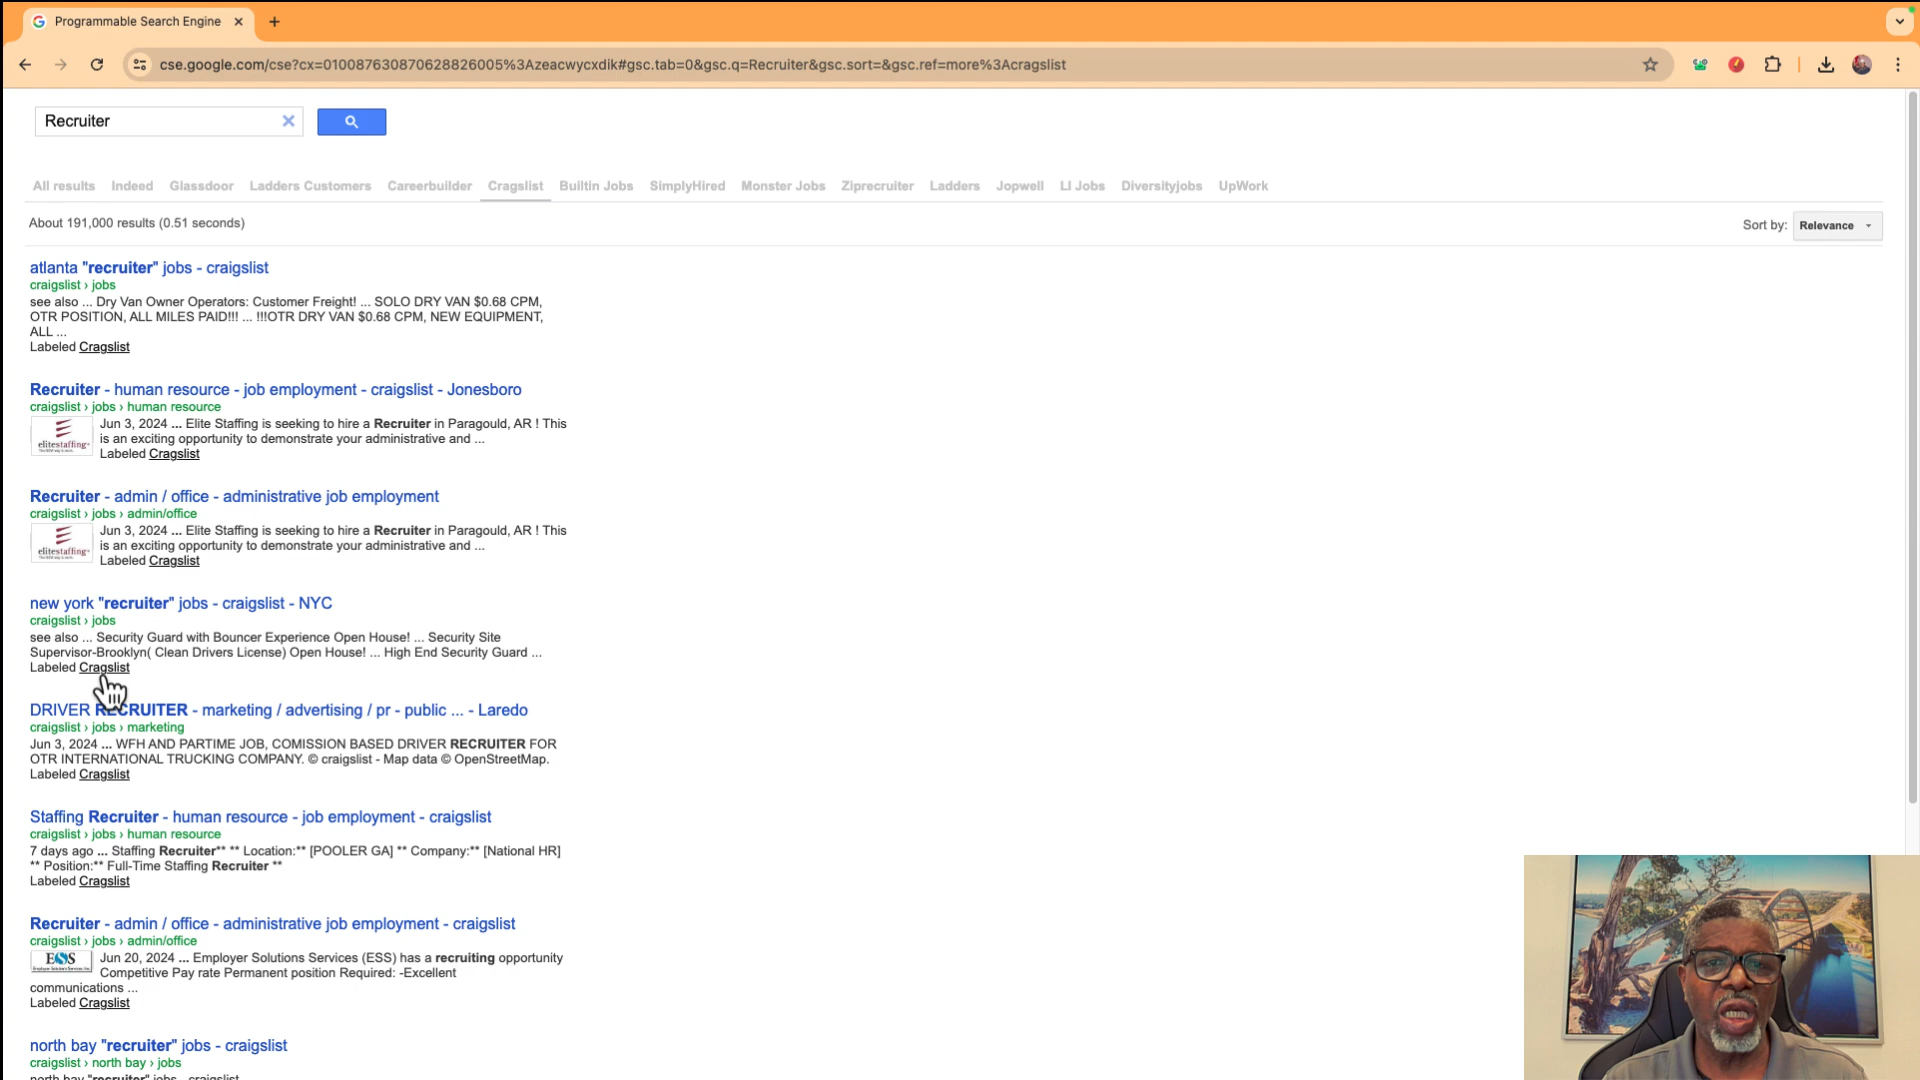 Programmable Search Engine
cse.google.com/cse?cx=010087630870628826005%3Azeacwycxdik#gsc.tab=0&gsc.q=Recruiter&gsc.sort=&gsc.ref=more%3Acragslist
Recruiter
All results Indeed Glassdoor Ladders Customers Careerbuilder Cragslist Builtin Jobs SimplyHired Monster Jobs Ziprecruiter Ladders Jopwell LI Jobs Diversityjobs UpWork
About 191,000 results (0.51 seconds)
Sort by: Relevance
atlanta "recruiter" jobs - craigslist
craigslist › jobs
see also ... Dry Van Owner Operators: Customer Freight! ... SOLO DRY VAN $0.68 CPM,
OTR POSITION, ALL MILES PAID!!! ... !!!OTR DRY VAN $0.68 CPM, NEW EQUIPMENT,
ALL ...
Labeled Cragslist
Recruiter - human resource - job employment - craigslist - Jonesboro
craigslist › jobs › human resource
elitestaffing
Jun 3, 2024 ... Elite Staffing is seeking to hire a Recruiter in Paragould, AR ! This
is an exciting opportunity to demonstrate your administrative and ...
Labeled Cragslist
Recruiter - admin / office - administrative job employment
craigslist › jobs › admin/office
elitestaffing
Jun 3, 2024 ... Elite Staffing is seeking to hire a Recruiter in Paragould, AR ! This
is an exciting opportunity to demonstrate your administrative and ...
Labeled Cragslist
new york "recruiter" jobs - craigslist - NYC
craigslist › jobs
see also ... Security Guard with Bouncer Experience Open House! ... Security Site
Supervisor-Brooklyn( Clean Drivers License) Open House! ... High End Security Guard ...
Labeled Cragslist
DRIVER RECRUITER - marketing / advertising / pr - public ... - Laredo
craigslist › jobs › marketing
Jun 3, 2024 ... WFH AND PARTIME JOB, COMISSION BASED DRIVER RECRUITER FOR
OTR INTERNATIONAL TRUCKING COMPANY. © craigslist - Map data © OpenStreetMap.
Labeled Cragslist
Staffing Recruiter - human resource - job employment - craigslist
craigslist › jobs › human resource
7 days ago ... Staffing Recruiter** ** Location:** [POOLER GA] ** Company:** [National HR]
** Position:** Full-Time Staffing Recruiter **
Labeled Cragslist
Recruiter - admin / office - administrative job employment - craigslist
craigslist › jobs › admin/office
ESS
Jun 20, 2024 ... Employer Solutions Services (ESS) has a recruiting opportunity
Competitive Pay rate Permanent position Required: -Excellent
communications ...
Labeled Cragslist
north bay "recruiter" jobs - craigslist
craigslist › north bay › jobs
north bay "recruiter" jobs - craigslist